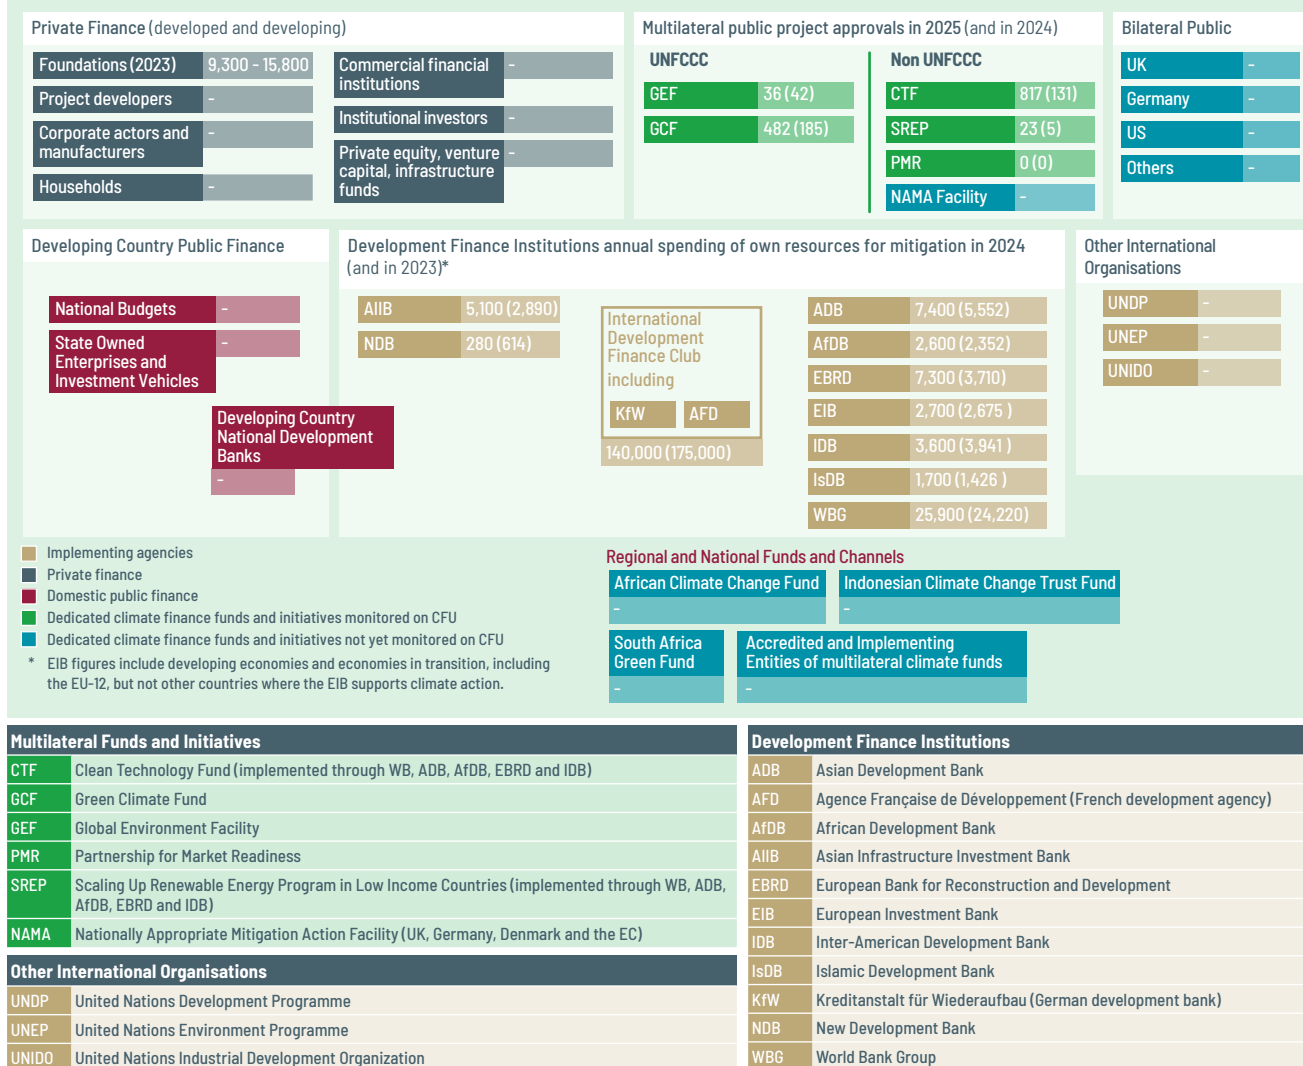 Private Finance (developed and developing)
Foundations (2023) 9,300 - 15,800
Project developers -
Corporate actors and manufacturers -
Households -
Commercial financial institutions -
Institutional investors -
Private equity, venture capital, infrastructure funds -
Multilateral public project approvals in 2025 (and in 2024)
UNFCCC
GEF 36 (42)
GCF 482 (185)
Non UNFCCC
CTF 817 (131)
SREP 23 (5)
PMR 0 (0)
NAMA Facility -
Bilateral Public
UK -
Germany -
US -
Others -
Developing Country Public Finance
National Budgets -
State Owned Enterprises and Investment Vehicles -
Developing Country National Development Banks
-
Development Finance Institutions annual spending of own resources for mitigation in 2024
(and in 2023)*
AIIB 5,100 (2,890)
NDB 280 (614)
International
Development
Finance Club
including
KfW AFD
140,000 (175,000)
ADB 7,400 (5,552)
AfDB 2,600 (2,352)
EBRD 7,300 (3,710)
EIB 2,700 (2,675 )
IDB 3,600 (3,941 )
IsDB 1,700 (1,426 )
WBG 25,900 (24,220)
Other International
Organisations
UNDP -
UNEP -
UNIDO -
Implementing agencies
Private finance
Domestic public finance
Dedicated climate finance funds and initiatives monitored on CFU
Dedicated climate finance funds and initiatives not yet monitored on CFU
* EIB figures include developing economies and economies in transition, including
the EU-12, but not other countries where the EIB supports climate action.
Regional and National Funds and Channels
African Climate Change Fund
-
Indonesian Climate Change Trust Fund
-
South Africa
Green Fund
-
Accredited and Implementing
Entities of multilateral climate funds
-
Multilateral Funds and Initiatives
CTF Clean Technology Fund (implemented through WB, ADB, AfDB, EBRD and IDB)
GCF Green Climate Fund
GEF Global Environment Facility
PMR Partnership for Market Readiness
SREP Scaling Up Renewable Energy Program in Low Income Countries (implemented through WB, ADB,
AfDB, EBRD and IDB)
NAMA Nationally Appropriate Mitigation Action Facility (UK, Germany, Denmark and the EC)
Other International Organisations
UNDP United Nations Development Programme
UNEP United Nations Environment Programme
UNIDO United Nations Industrial Development Organization
Development Finance Institutions
ADB Asian Development Bank
AFD Agence Française de Développement (French development agency)
AfDB African Development Bank
AIIB Asian Infrastructure Investment Bank
EBRD European Bank for Reconstruction and Development
EIB European Investment Bank
IDB Inter-American Development Bank
IsDB Islamic Development Bank
KfW Kreditanstalt für Wiederaufbau (German development bank)
NDB New Development Bank
WBG World Bank Group